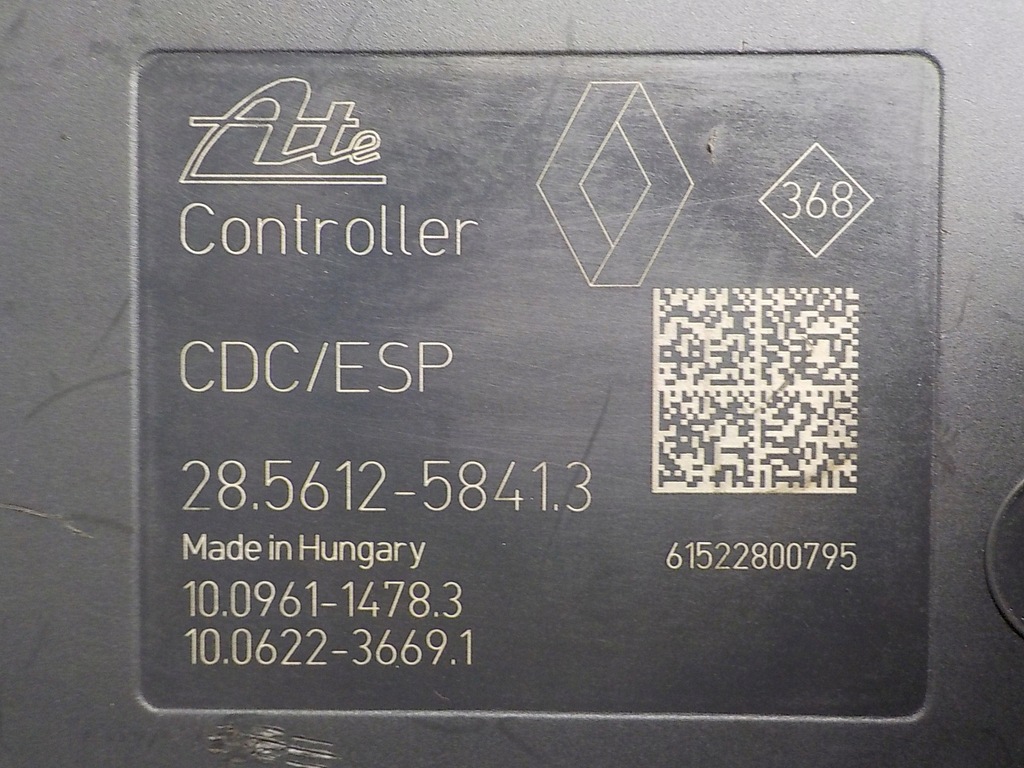 Ate
368
Controller
CDC/ESP
28.5612-5841.3
Made in Hungary
61522800795
10.0961-1478.3
10.0622-3669.1